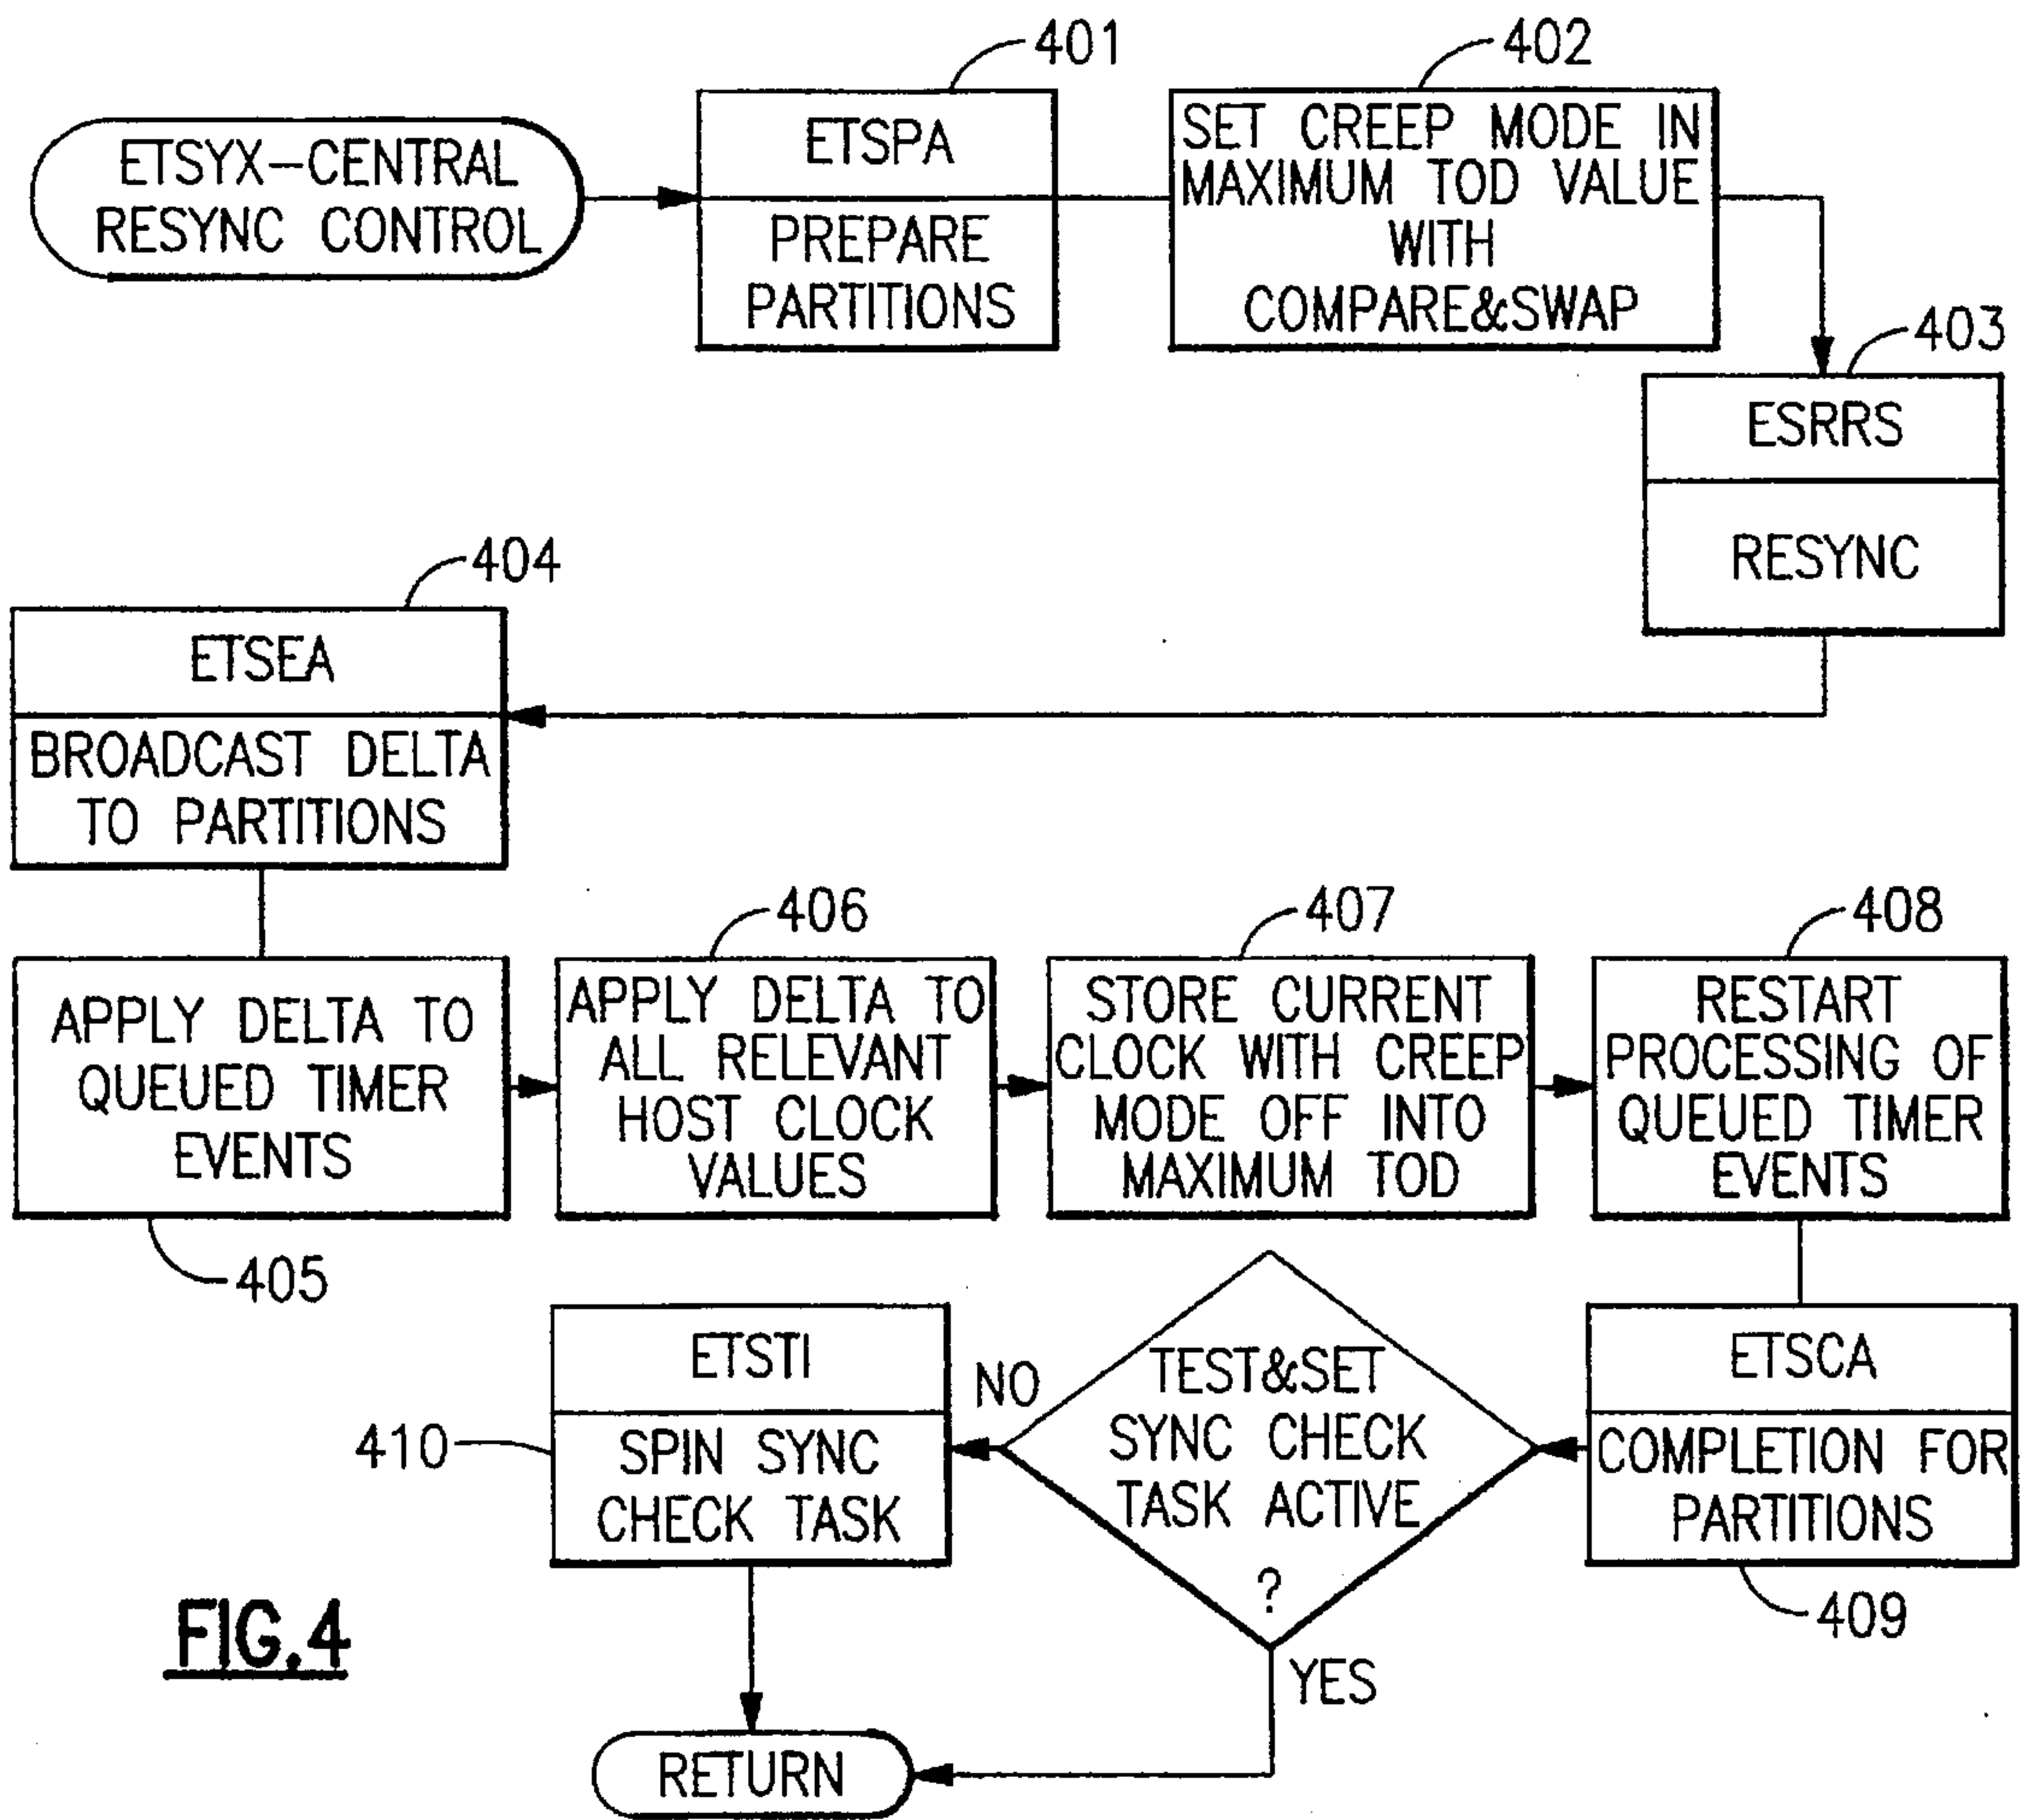 401
402
ETSYX-CENTRAL
RESYNC CONTROL
ETSPA
PREPARE
PARTITIONS
SET CREEP MODE IN
MAXIMUM TOD VALUE
WITH
COMPARE&SWAP
403
ESRRS
RESYNC
404
ETSEA
BROADCAST DELTA
TO PARTITIONS
406
407
408
APPLY DELTA TO
QUEUED TIMER
EVENTS
405
APPLY DELTA TO
ALL RELEVANT
HOST CLOCK
VALUES
STORE CURRENT
CLOCK WITH CREEP
MODE OFF INTO
MAXIMUM TOD
RESTART
PROCESSING OF
QUEUED TIMER
EVENTS
ETSCA
COMPLETION FOR
PARTITIONS
409
TEST&SET
SYNC CHECK
TASK ACTIVE
?
NO
YES
ETSTI
SPIN SYNC
CHECK TASK
410
RETURN
FIG.4